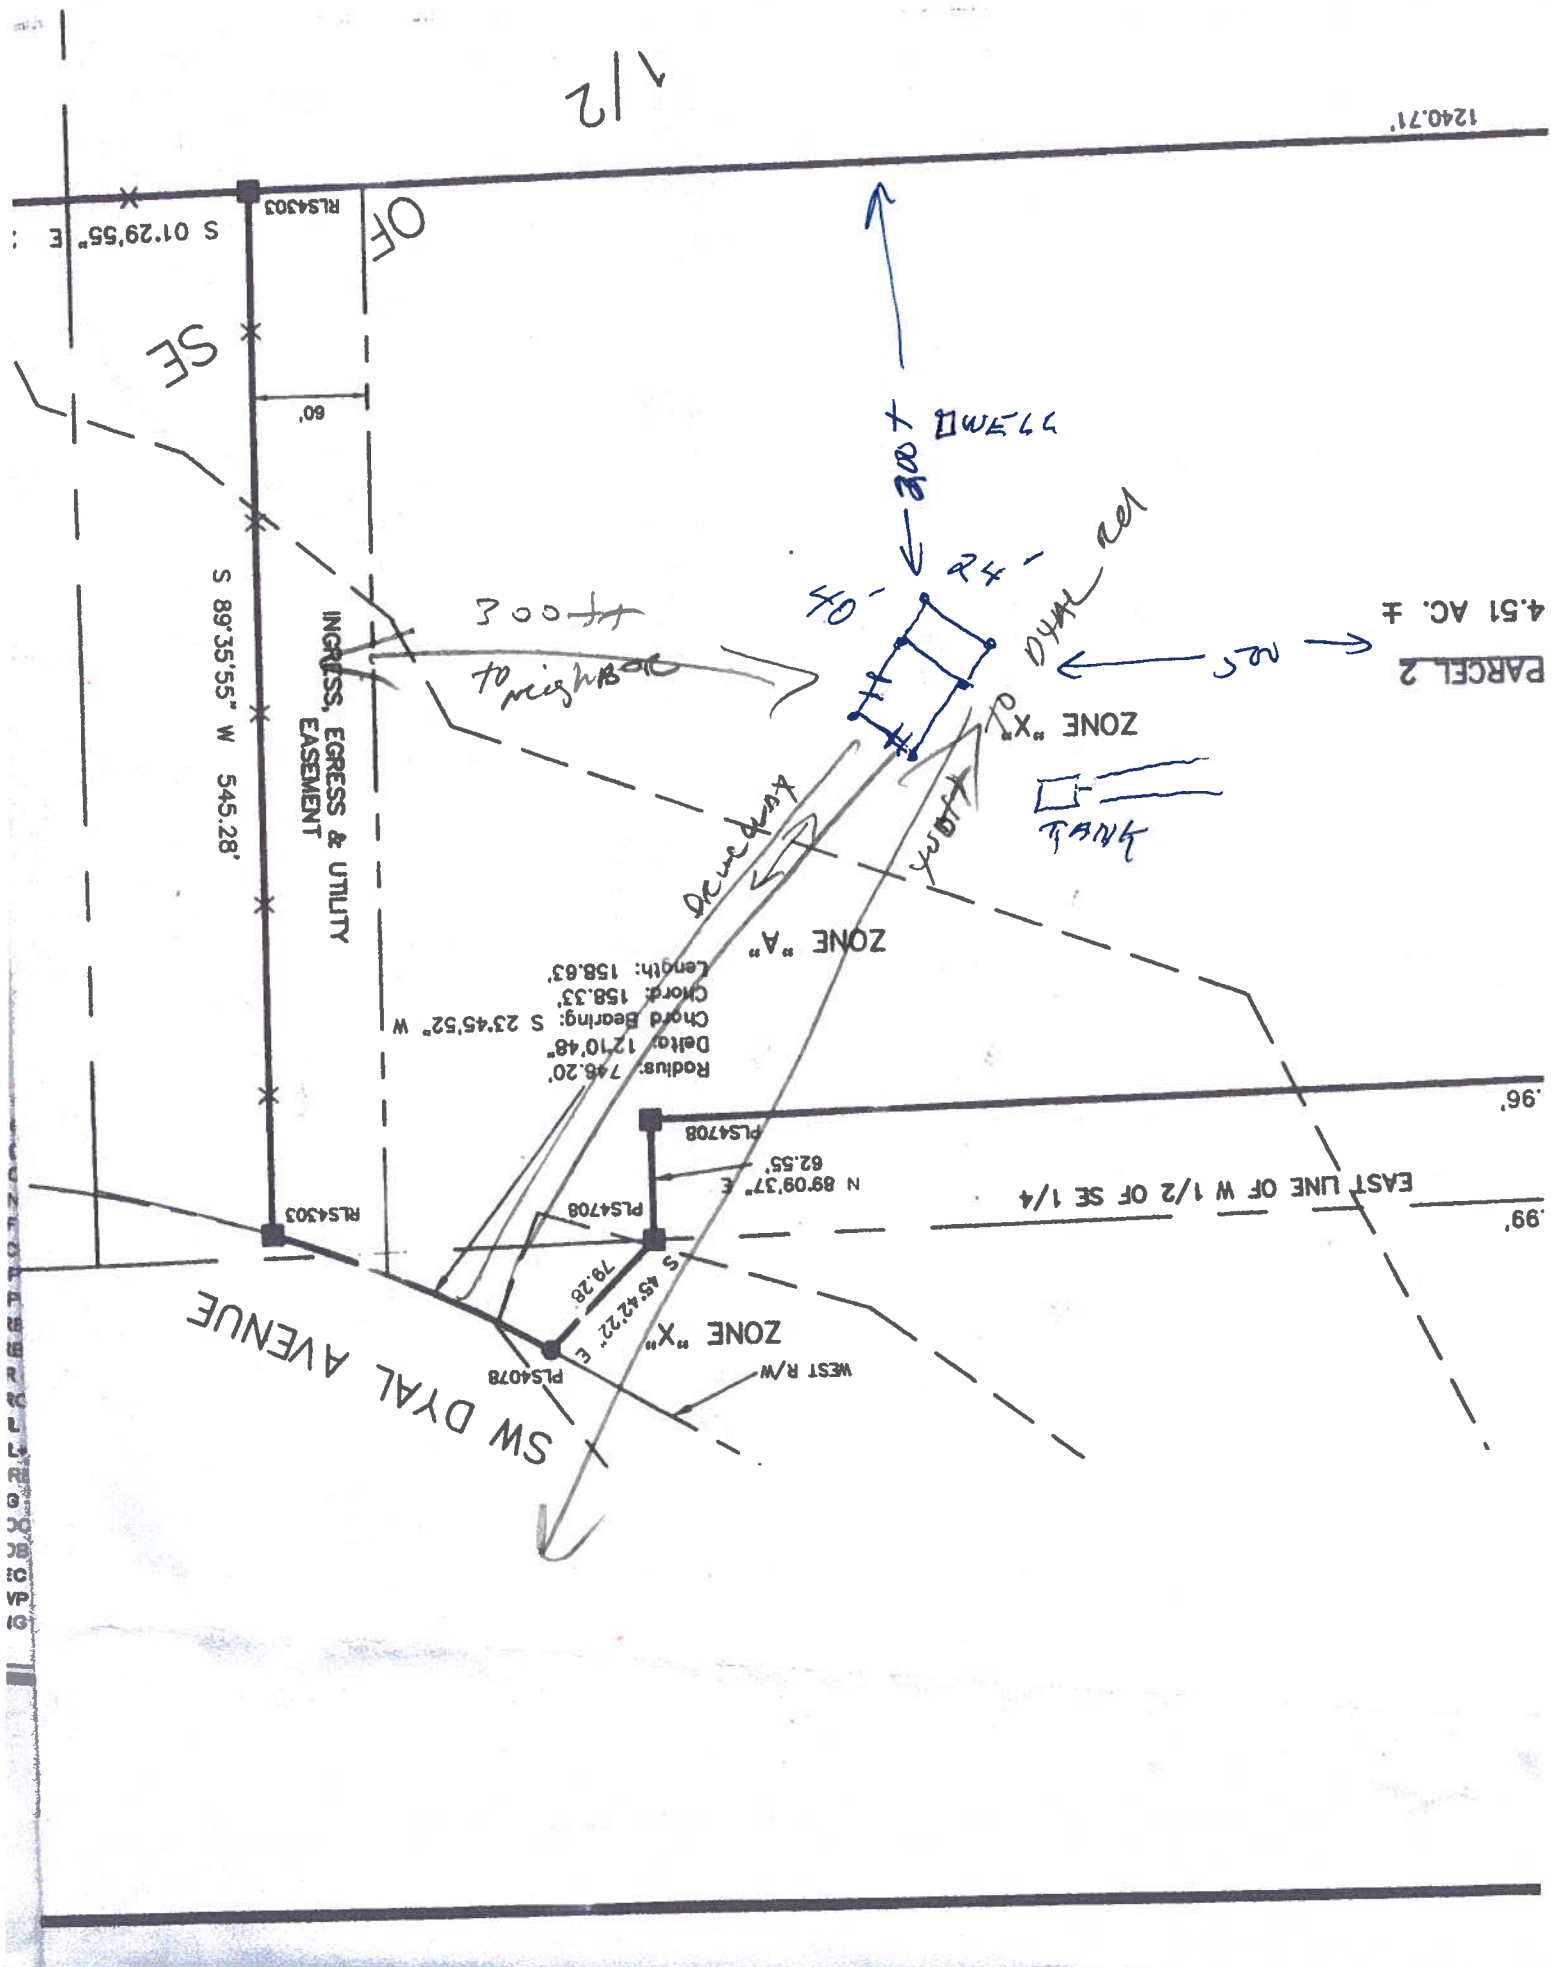 1/2
1240.71'
RLS4303
OF
S 01°29'55" E
SE
60'
300 +
WELL
S 89°35'55" W 545.28'
INGRESS, EGRESS & UTILITY
EASEMENT
300 ft
to neighbor
40 -
24 -
TO DYAL Rd
500
4.51 AC. ±
PARCEL 2
ZONE "X"
TANK
400 ft
ZONE "A"
Radius: 746.20'
Delta: 12°10'48"
Chord Bearing: S 23°45'52" W
Chord: 158.33'
Length: 158.63'
.96'
PLS4708
N 89°09'37" E
62.55'
EAST LINE OF W 1/2 OF SE 1/4
.99'
PLS4708
RLS4303
S 45°42'22" E
79.28
ZONE "X"
WEST R/W
PLS4078
SW DYAL AVENUE